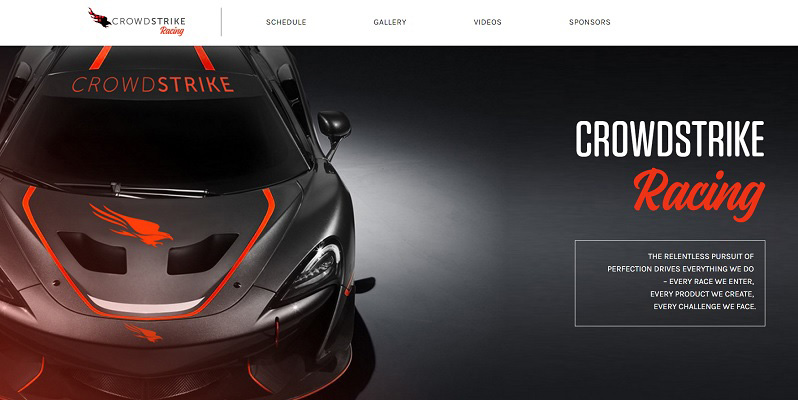 CROWDSTRIKE
Racing
SCHEDULE
GALLERY
VIDEOS
SPONSORS
CROWDSTRIKE
CROWDSTRIKE
Racing
THE RELENTLESS PURSUIT OF
PERFECTION DRIVES EVERYTHING WE DO
– EVERY RACE WE ENTER,
EVERY PRODUCT WE CREATE,
EVERY CHALLENGE WE FACE.